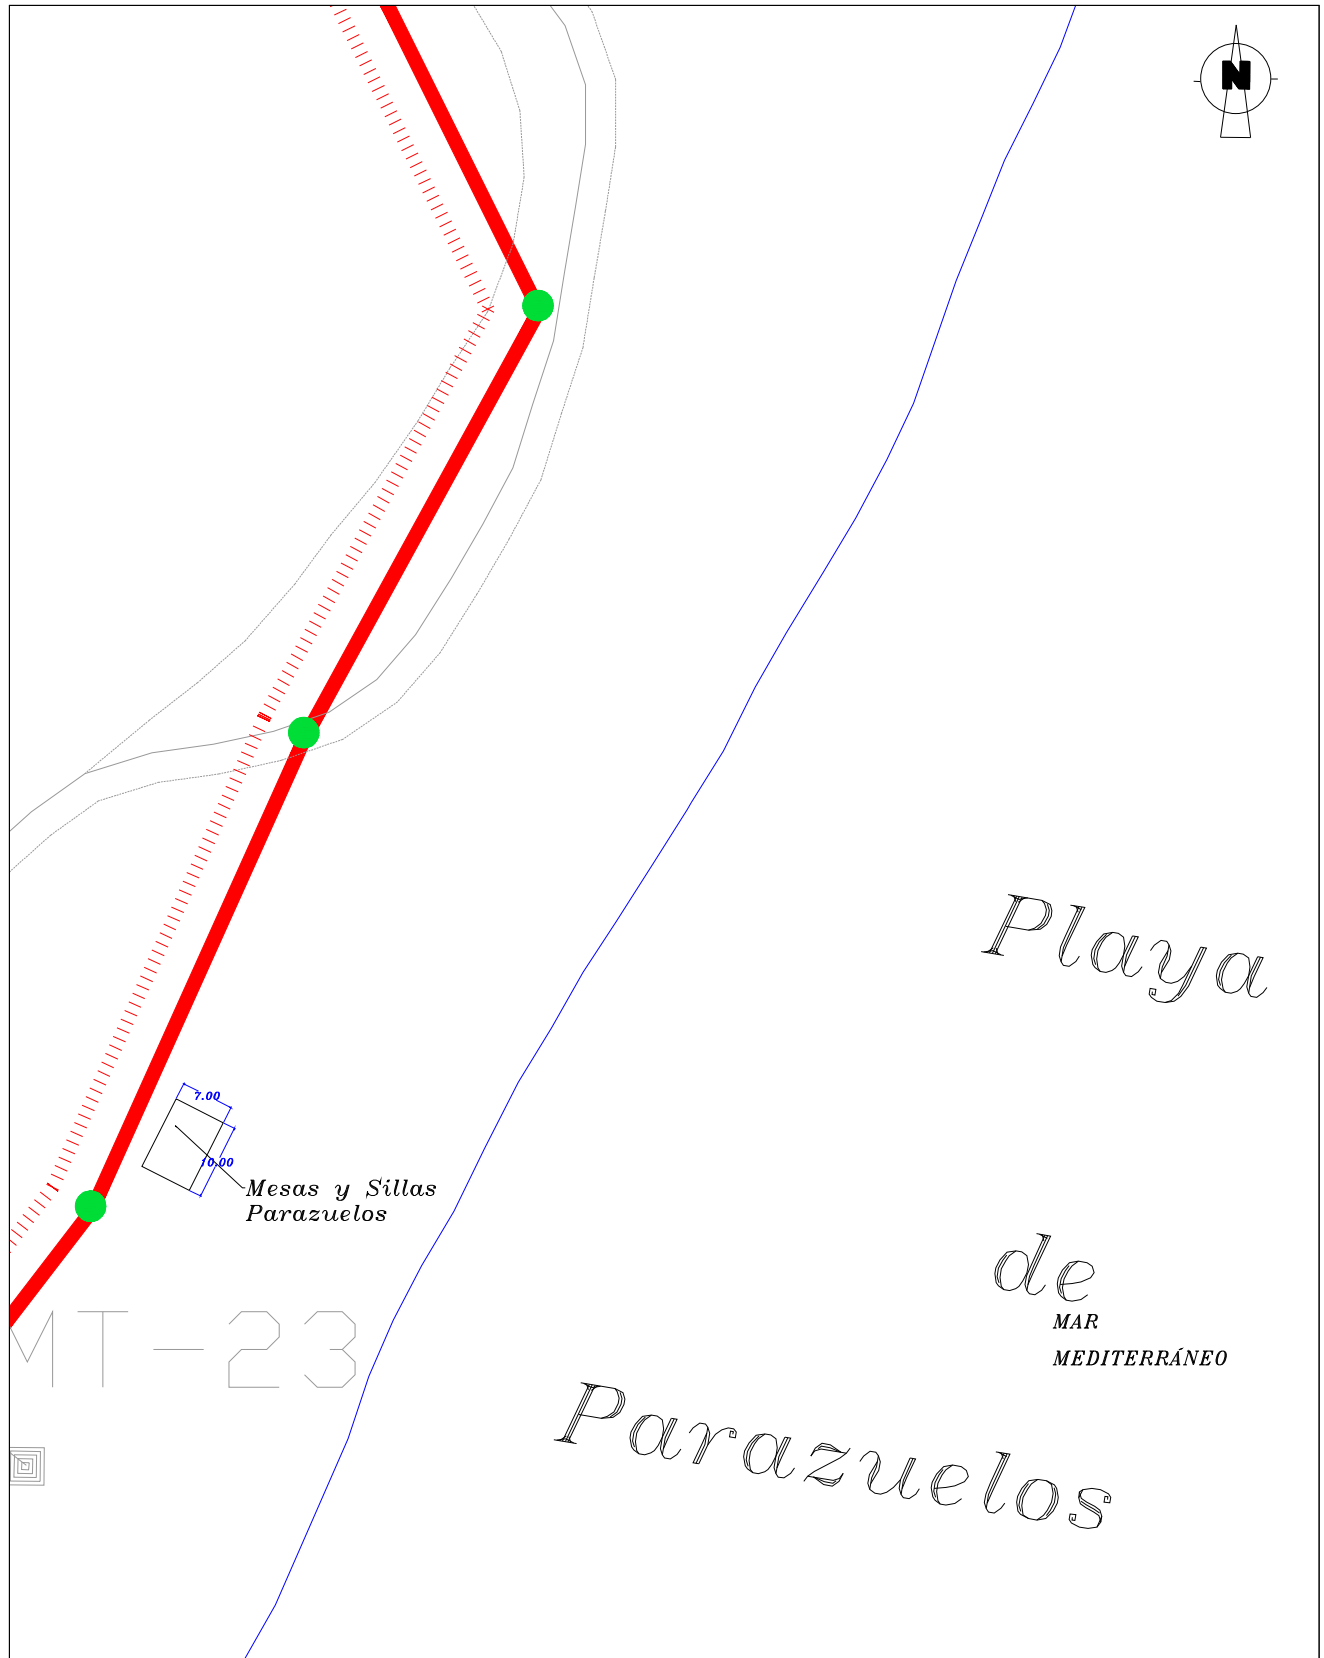 N
Playa
7.00
10.00
Mesas y Sillas
Parazuelos
de
MT-23
MAR
MEDITERRÁNEO
Parazuelos